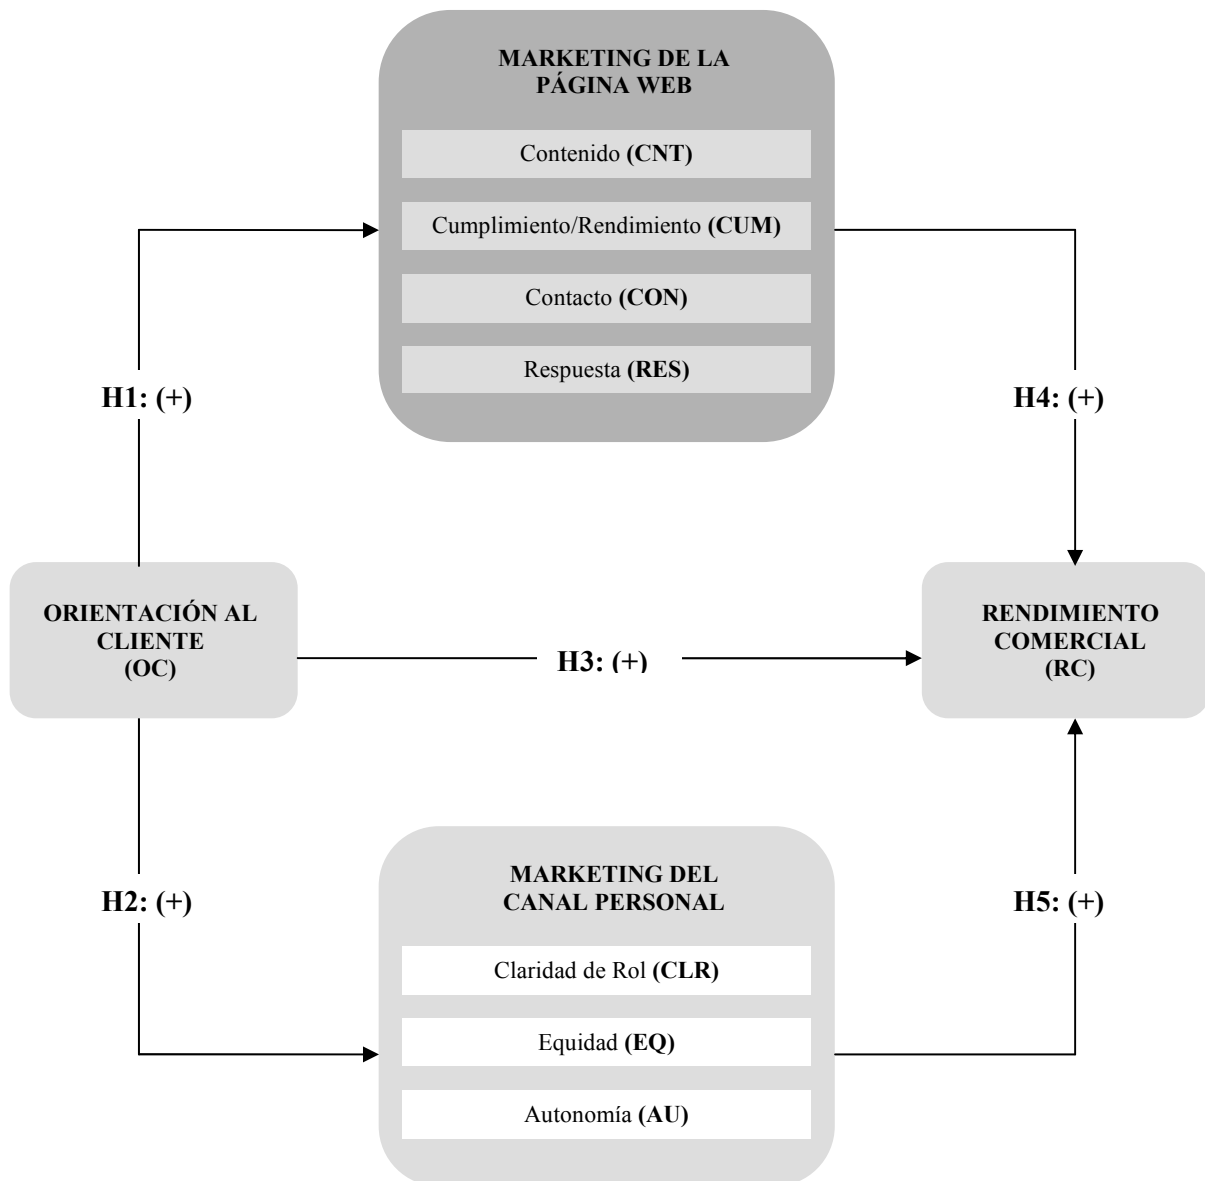 MARKETING DE LA
PÁGINA WEB
Contenido (CNT)
Cumplimiento/Rendimiento (CUM)
Contacto (CON)
Respuesta (RES)
H1: (+)
H4: (+)
ORIENTACIÓN AL
CLIENTE
(OC)
H3: (+)
RENDIMIENTO
COMERCIAL
(RC)
H2: (+)
H5: (+)
MARKETING DEL
CANAL PERSONAL
Claridad de Rol (CLR)
Equidad (EQ)
Autonomía (AU)